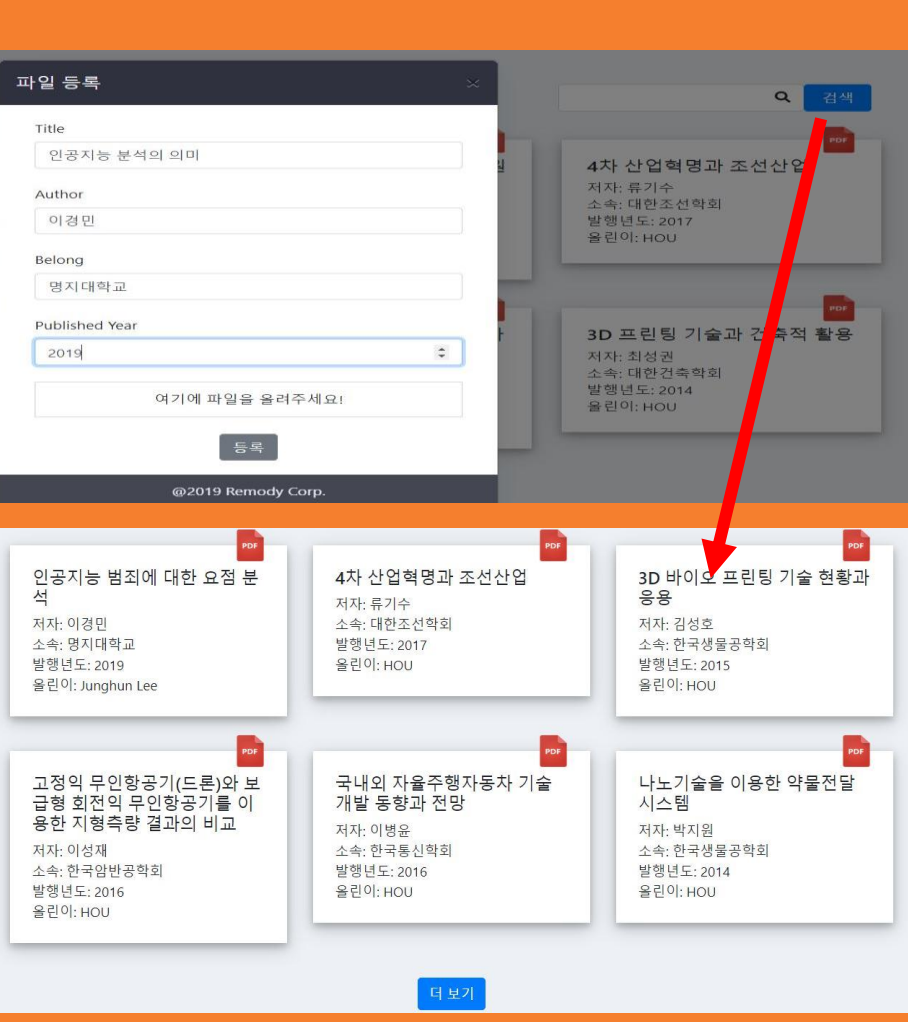 파일 등록
×
검색
Title
인공지능 분석의 의미
Author
이경민
Belong
명지대학교
Published Year
2019
여기에 파일을 올려주세요!
등록
@2019 Remody Corp.
PDF
4차 산업혁명과 조선산업
저자: 류기수
소속: 대한조선학회
발행년도: 2017
올린이: HOU
PDF
3D 프린팅 기술과 건축적 활용
저자: 최성권
소속: 대한건축학회
발행년도: 2014
올린이: HOU
PDF
인공지능 범죄에 대한 요점 분
석
저자: 이경민
소속: 명지대학교
발행년도: 2019
올린이: Junghun Lee
PDF
4차 산업혁명과 조선산업
저자: 류기수
소속: 대한조선학회
발행년도: 2017
올린이: HOU
PDF
3D 바이오 프린팅 기술 현황과
응용
저자: 김성호
소속: 한국생물공학회
발행년도: 2015
올린이: HOU
PDF
고정익 무인항공기(드론)와 보
급형 회전익 무인항공기를 이
용한 지형측량 결과의 비교
저자: 이성재
소속: 한국암반공학회
발행년도: 2016
올린이: HOU
PDF
국내외 자율주행자동차 기술
개발 동향과 전망
저자: 이병윤
소속: 한국통신학회
발행년도: 2016
올린이: HOU
PDF
나노기술을 이용한 약물전달
시스템
저자: 박지원
소속: 한국생물공학회
발행년도: 2014
올린이: HOU
더 보기